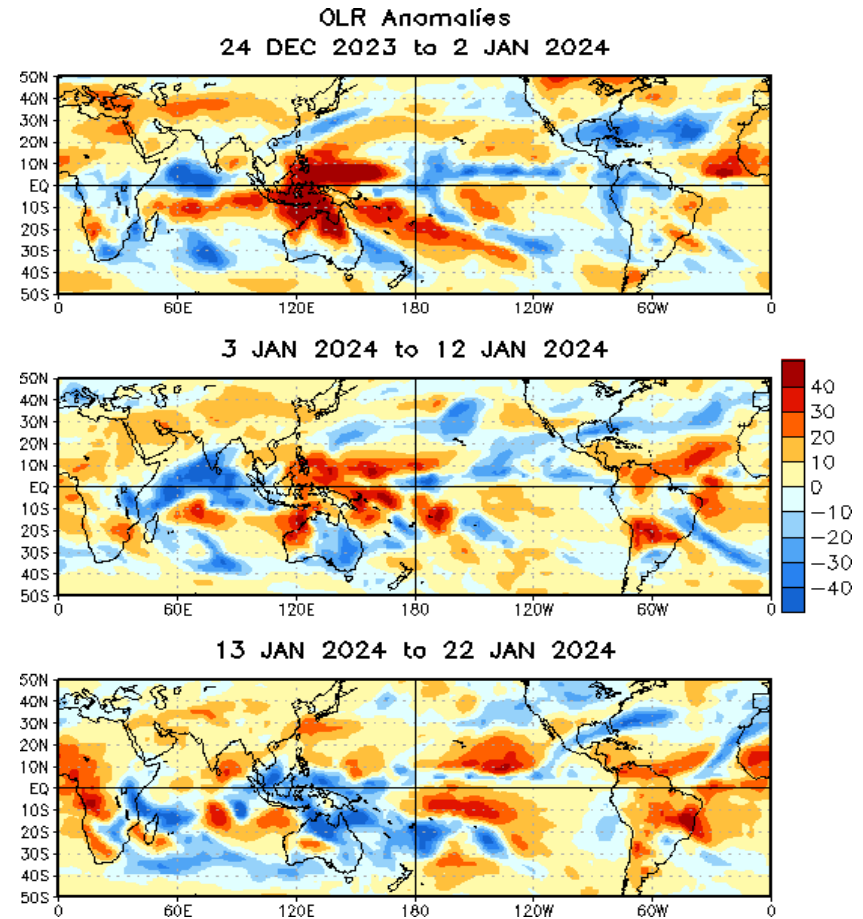 OLR Anomalies
24 DEC 2023 to 2 JAN 2024
50N
40N
30N
20N
10N
EQ
10S
20S
30S
40S
50S
0 60E 120E 180 120W 60W 0
3 JAN 2024 to 12 JAN 2024
50N
40N
30N
20N
10N
EQ
10S
20S
30S
40S
50S
0 60E 120E 180 120W 60W 0
40
30
20
10
0
-10
-20
-30
-40
13 JAN 2024 to 22 JAN 2024
50N
40N
30N
20N
10N
EQ
10S
20S
30S
40S
50S
0 60E 120E 180 120W 60W 0